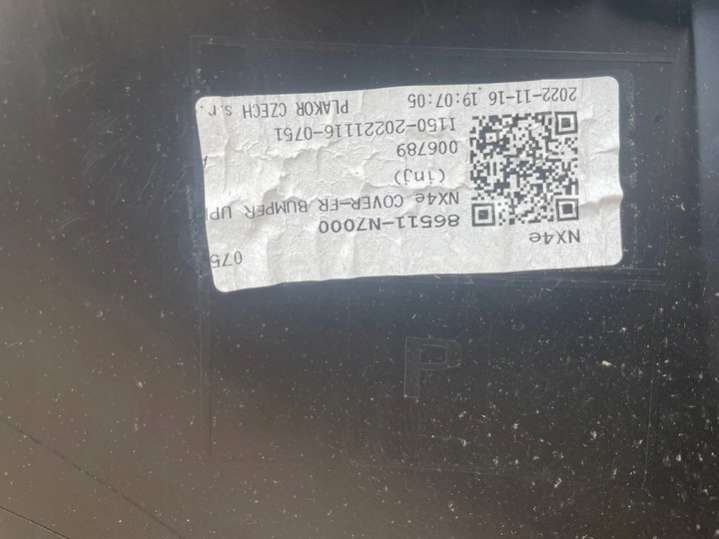 NX4e
075
86511-N7000
NX4e COVER-FR BUMPER UP
(inj)
006789
I150-20221116-0751
2022-11-16 19:07:05 PLAKOR CZECH s.r.
P